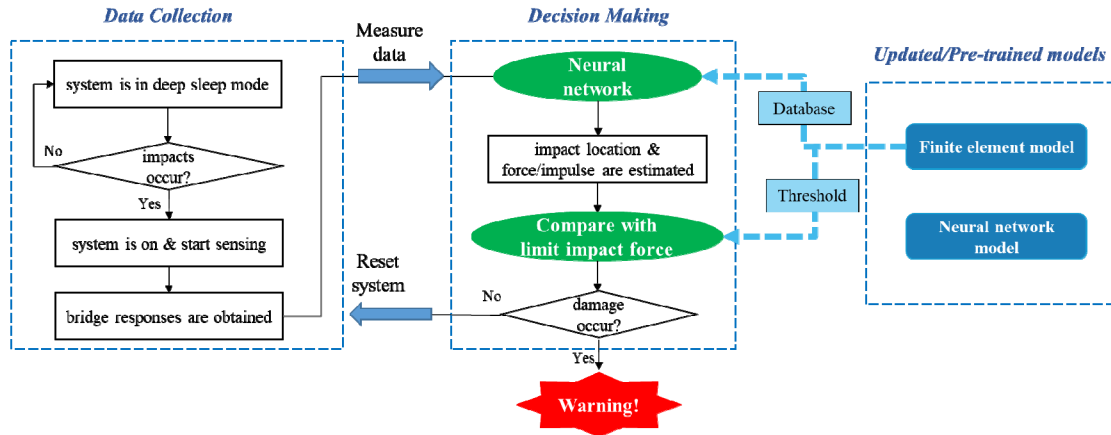 Data Collection
system is in deep sleep mode
No
impacts
occur?
Yes
system is on & start sensing
bridge responses are obtained
Measure
data
Reset
system
Decision Making
Neural
network
impact location &
force/impulse are estimated
Compare with
limit impact force
No
damage
occur?
Yes
Warning!
Database
Threshold
Updated/Pre-trained models
Finite element model
Neural network
model